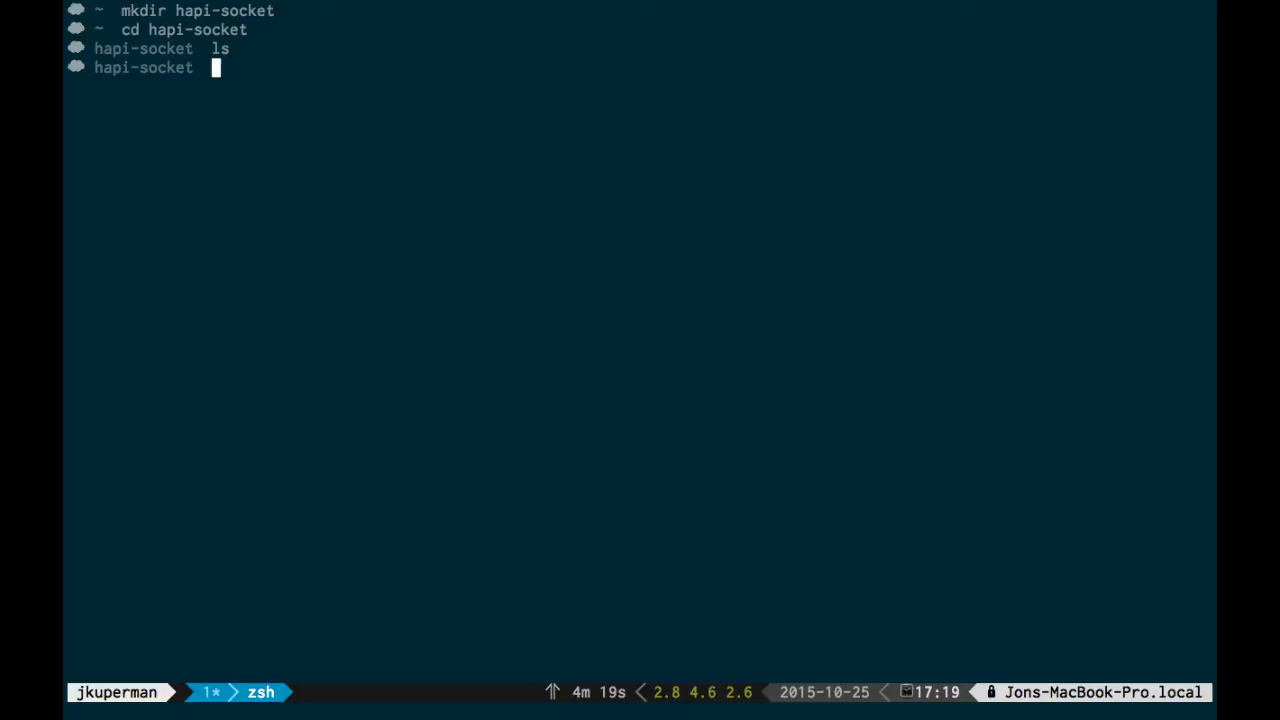 ~ mkdir hapi-socket
~ cd hapi-socket
hapi-socket ls
hapi-socket
jkuperman 1* zsh 4m 19s 2.8 4.6 2.6 2015-10-25 17:19 Jons-MacBook-Pro.local